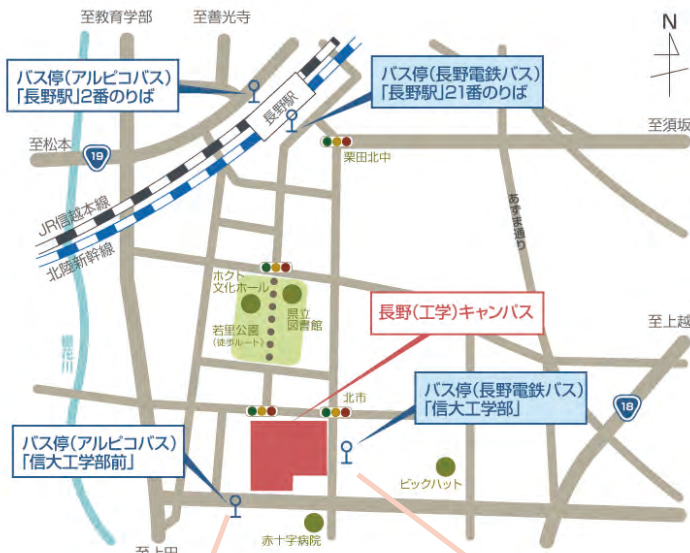 至教育学部
至善光寺
N
バス停(アルピコバス)
「長野駅」2番のりば
バス停(長野電鉄バス)
「長野駅」21番のりば
長野駅
至松本
19
至須坂
栗田北中
JR信越本線
北陸新幹線
あずま通り
ホクト
文化ホール
県立
図書館
若里公園
(徒歩ルート)
長野(工学)キャンパス
至上越
裾花川
北市
18
バス停(長野電鉄バス)
「信大工学部」
バス停(アルピコバス)
「信大工学部前」
ビックハット
赤十字病院
至上田